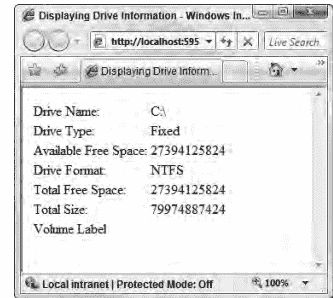 Displaying Drive Information - Windows In...
http://localhost:595
Live Search
Displaying Drive Inform...
Drive Name: C:\
Drive Type: Fixed
Available Free Space: 27394125824
Drive Format: NTFS
Total Free Space: 27394125824
Total Size: 79974887424
Volume Label
Local intranet | Protected Mode: Off 100%